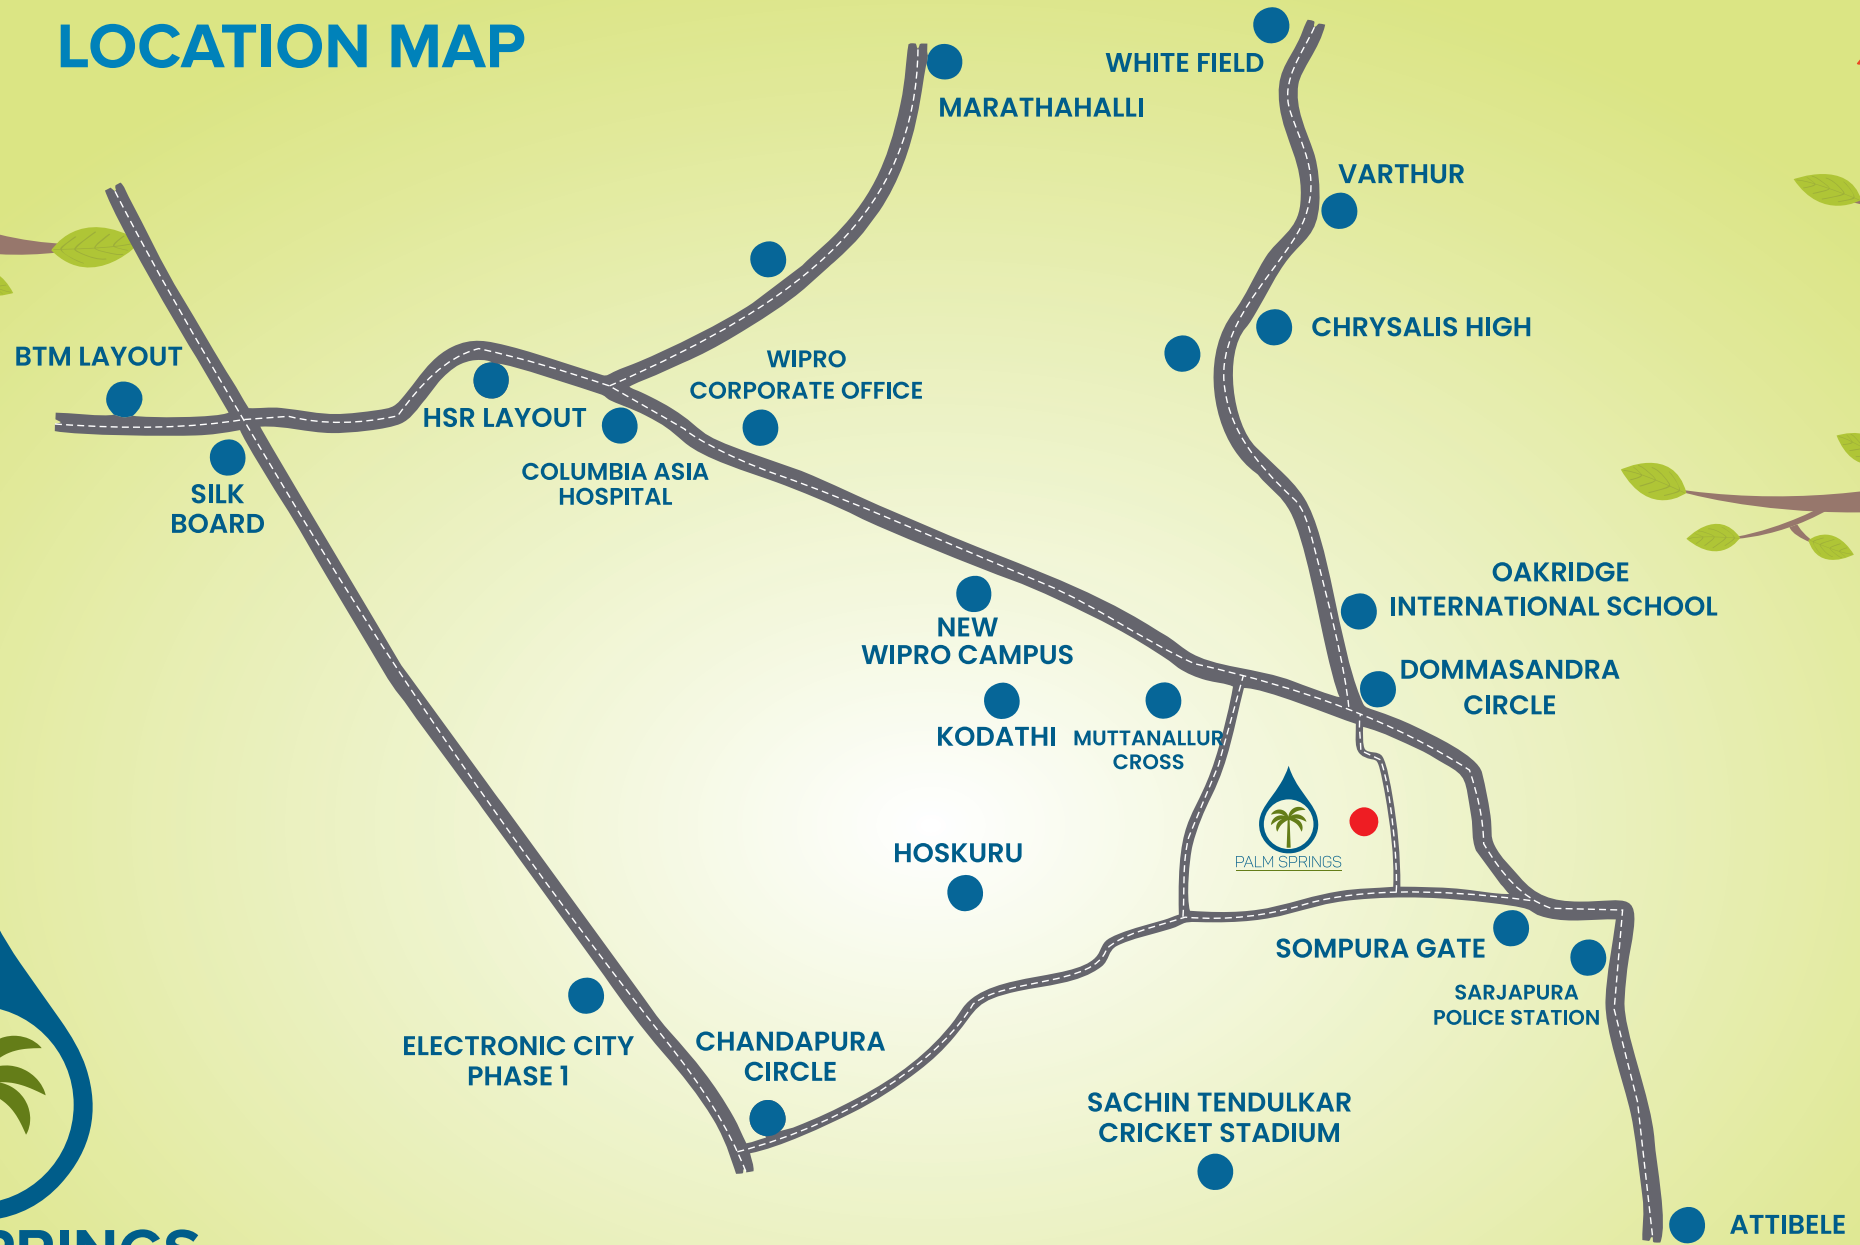 LOCATION MAP
WHITE FIELD
MARATHAHALLI
VARTHUR
CHRYSALIS HIGH
BTM LAYOUT
WIPRO
CORPORATE OFFICE
HSR LAYOUT
COLUMBIA ASIA
HOSPITAL
SILK
BOARD
OAKRIDGE
INTERNATIONAL SCHOOL
NEW
WIPRO CAMPUS
DOMMASANDRA
CIRCLE
KODATHI
MUTTANALLUR
CROSS
PALM SPRINGS
HOSKURU
SOMPURA GATE
SARJAPURA
POLICE STATION
ELECTRONIC CITY
PHASE 1
CHANDAPURA
CIRCLE
SACHIN TENDULKAR
CRICKET STADIUM
ATTIBELE